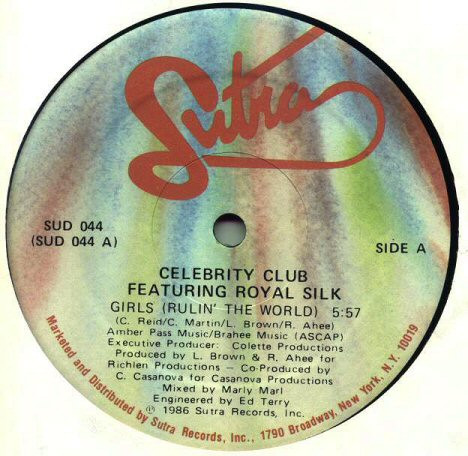 Sutra
SUD 044
(SUD 044 A)
SIDE A
CELEBRITY CLUB
FEATURING ROYAL SILK
GIRLS (RULIN' THE WORLD) 5:57
(C. Reid/C. Martin/L. Brown/R. Ahee)
Amber Pass Music/Brahee Music (ASCAP)
Executive Producer: Colette Productions
Produced by L. Brown & R. Ahee for
Richlen Productions — Co-Produced by
C. Casanova for Casanova Productions
Mixed by Marly Marl
Engineered by Ed Terry
℗ 1986 Sutra Records, Inc.
Marketed and Distributed by Sutra Records, Inc., 1790 Broadway, New York, N.Y. 10019